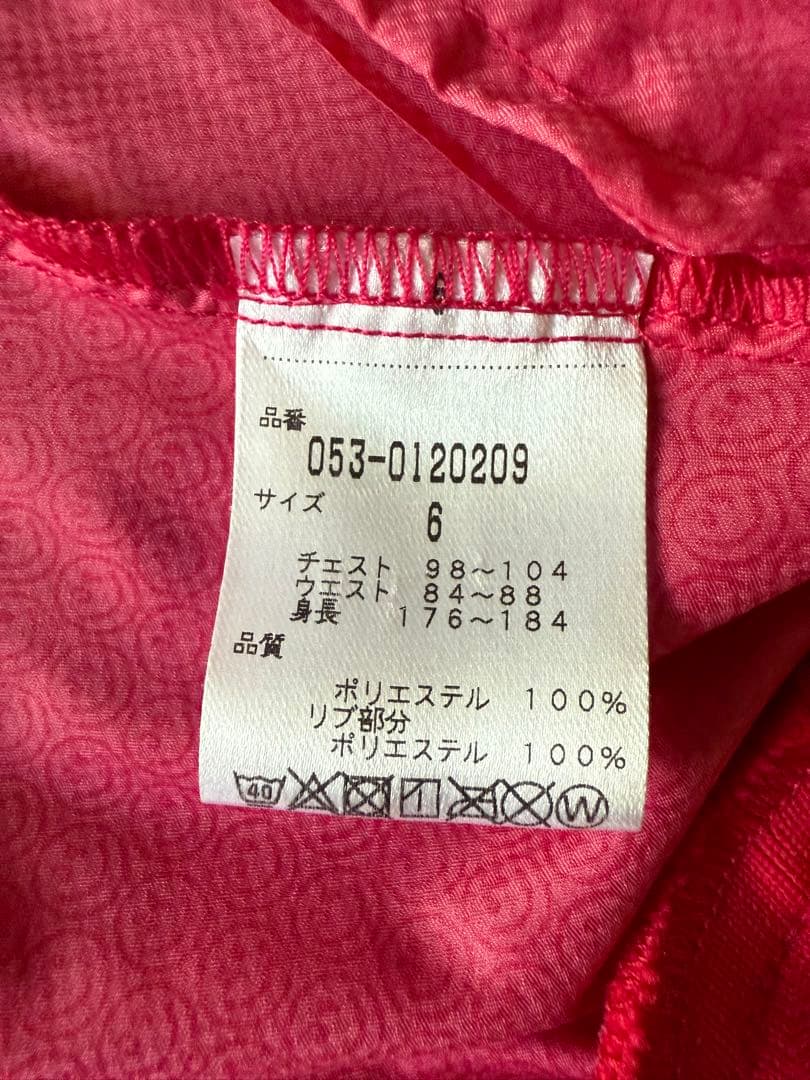 品番
053-0120209
サイズ
6
チェスト 98～104
ウエスト 84～88
身長 176～184
品質
ポリエステル 100%
リブ部分
ポリエステル 100%
40
W